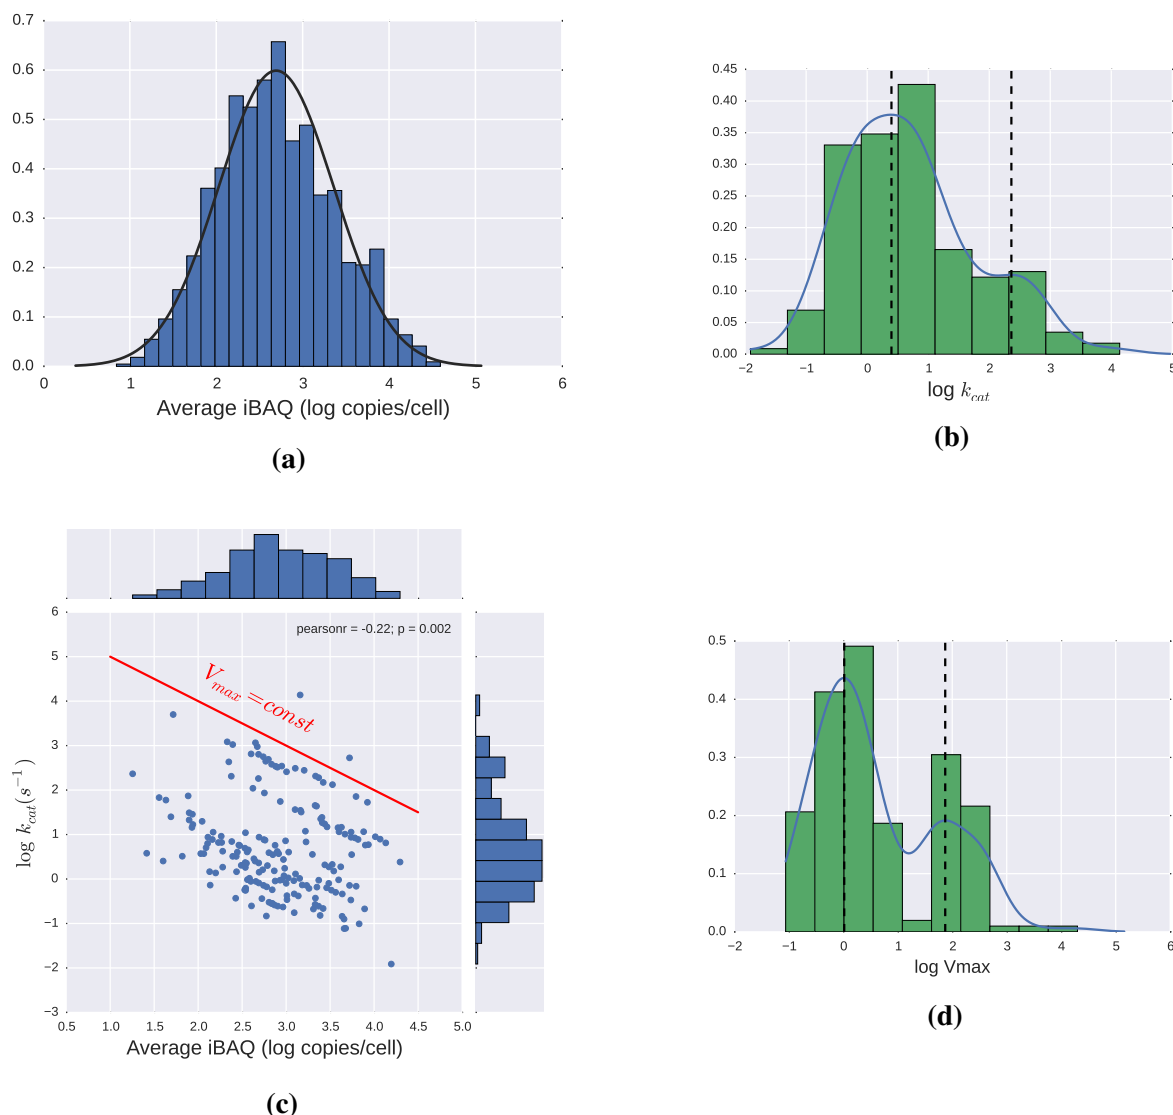 0.7
0.6
0.5
0.4
0.3
0.2
0.1
0.0
0 1 2 3 4 5 6
Average iBAQ (log copies/cell)
(a)
0.45
0.40
0.35
0.30
0.25
0.20
0.15
0.10
0.05
0.00
−2 −1 0 1 2 3 4 5
log k_cat
(b)
6
5
4
3
2
1
0
−1
−2
−3
log k_cat(s⁻¹)
pearsonr = -0.22; p = 0.002
V_max=const
0.5 1.0 1.5 2.0 2.5 3.0 3.5 4.0 4.5 5.0
Average iBAQ (log copies/cell)
(c)
0.5
0.4
0.3
0.2
0.1
0.0
−2 −1 0 1 2 3 4 5 6
log Vmax
(d)